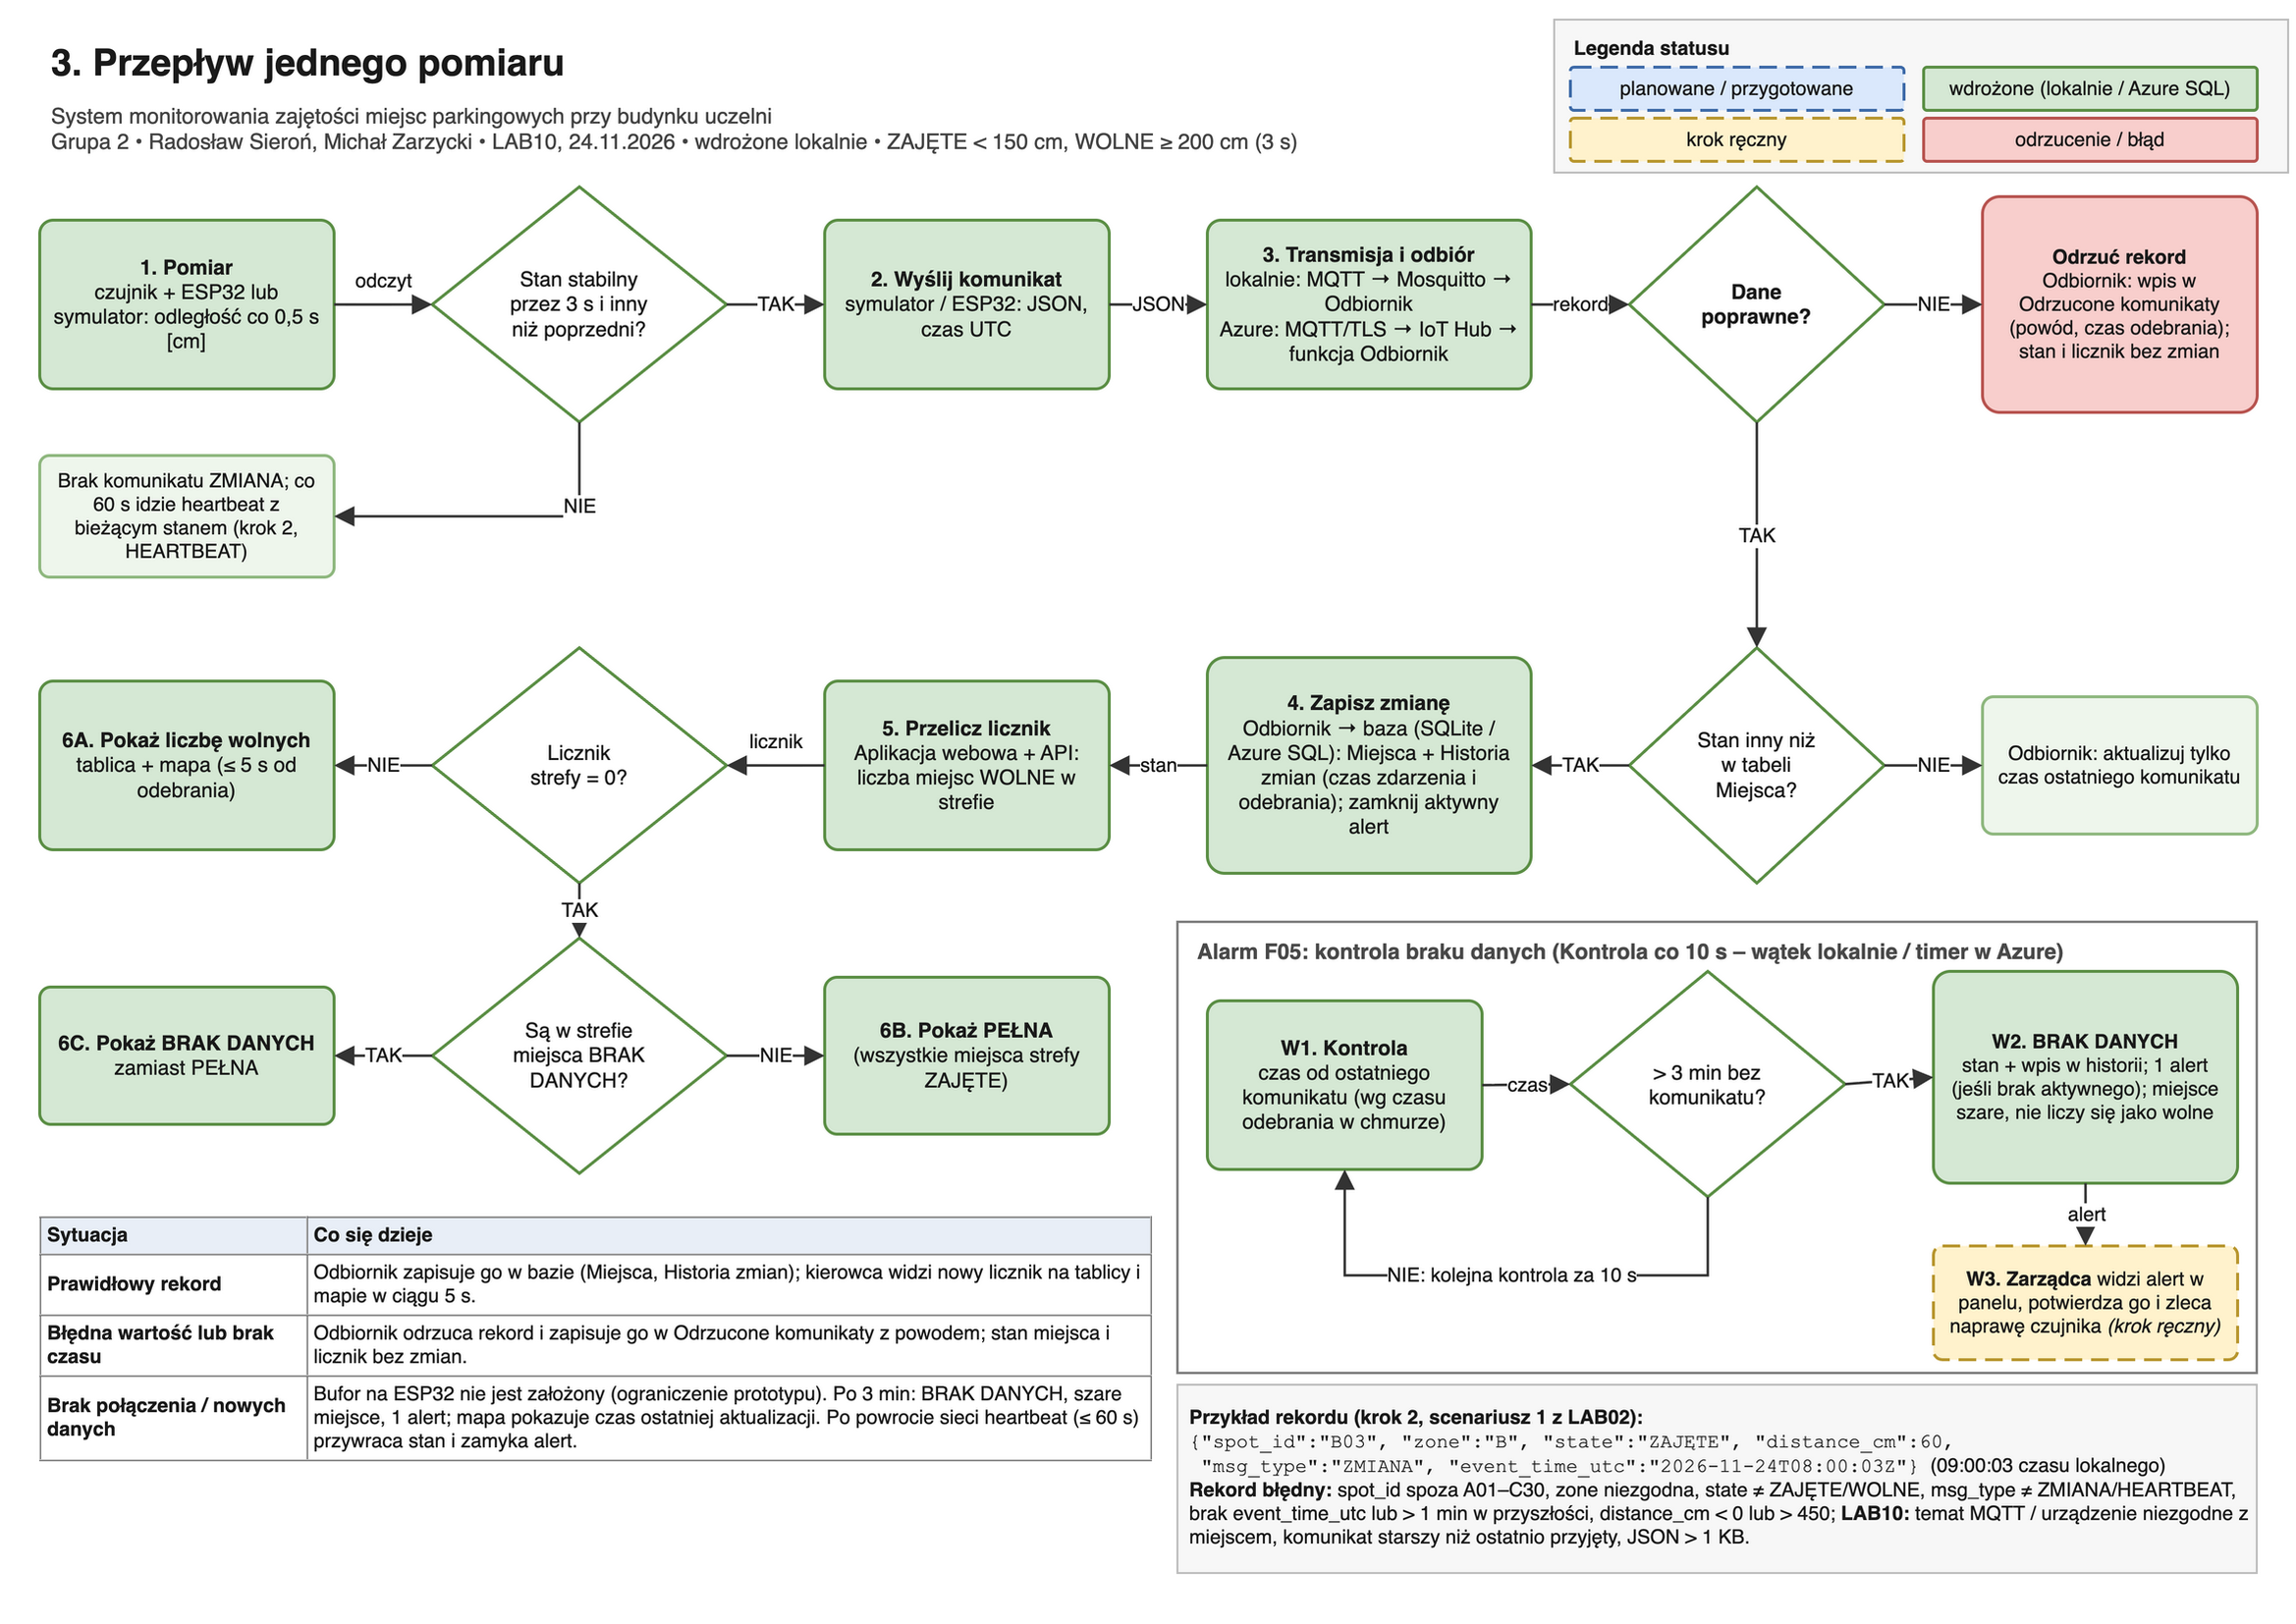 3. Przepływ jednego pomiaru
System monitorowania zajętości miejsc parkingowych przy budynku uczelni
Grupa 2 • Radosław Sieroń, Michał Zarzycki • LAB10, 24.11.2026 • wdrożone lokalnie • ZAJĘTE < 150 cm, WOLNE ≥ 200 cm (3 s)
Legenda statusu
planowane / przygotowane
wdrożone (lokalnie / Azure SQL)
krok ręczny
odrzucenie / błąd
1. Pomiar
czujnik + ESP32 lub
symulator: odległość co 0,5 s
[cm]
odczyt
Stan stabilny
przez 3 s i inny
niż poprzedni?
TAK
2. Wyślij komunikat
symulator / ESP32: JSON,
czas UTC
JSON
3. Transmisja i odbiór
lokalnie: MQTT → Mosquitto →
Odbiornik
Azure: MQTT/TLS → IoT Hub →
funkcja Odbiornik
rekord
Dane
poprawne?
NIE
Odrzuć rekord
Odbiornik: wpis w
Odrzucone komunikaty
(powód, czas odebrania);
stan i licznik bez zmian
Brak komunikatu ZMIANA; co
60 s idzie heartbeat z
bieżącym stanem (krok 2,
HEARTBEAT)
NIE
TAK
6A. Pokaż liczbę wolnych
tablica + mapa (≤ 5 s od
odebrania)
NIE
Licznik
strefy = 0?
licznik
5. Przelicz licznik
Aplikacja webowa + API:
liczba miejsc WOLNE w
strefie
stan
4. Zapisz zmianę
Odbiornik → baza (SQLite /
Azure SQL): Miejsca + Historia
zmian (czas zdarzenia i
odebrania); zamknij aktywny
alert
TAK
Stan inny niż
w tabeli
Miejsca?
NIE
Odbiornik: aktualizuj tylko
czas ostatniego komunikatu
TAK
6C. Pokaż BRAK DANYCH
zamiast PEŁNA
TAK
Są w strefie
miejsca BRAK
DANYCH?
NIE
6B. Pokaż PEŁNA
(wszystkie miejsca strefy
ZAJĘTE)
Alarm F05: kontrola braku danych (Kontrola co 10 s – wątek lokalnie / timer w Azure)
W1. Kontrola
czas od ostatniego
komunikatu (wg czasu
odebrania w chmurze)
czas
> 3 min bez
komunikatu?
TAK
W2. BRAK DANYCH
stan + wpis w historii; 1 alert
(jeśli brak aktywnego); miejsce
szare, nie liczy się jako wolne
NIE: kolejna kontrola za 10 s
alert
W3. Zarządca widzi alert w
panelu, potwierdza go i zleca
naprawę czujnika (krok ręczny)
Sytuacja
Co się dzieje
Prawidłowy rekord
Odbiornik zapisuje go w bazie (Miejsca, Historia zmian); kierowca widzi nowy licznik na tablicy i
mapie w ciągu 5 s.
Błędna wartość lub brak
czasu
Odbiornik odrzuca rekord i zapisuje go w Odrzucone komunikaty z powodem; stan miejsca i
licznik bez zmian.
Brak połączenia / nowych
danych
Bufor na ESP32 nie jest założony (ograniczenie prototypu). Po 3 min: BRAK DANYCH, szare
miejsce, 1 alert; mapa pokazuje czas ostatniej aktualizacji. Po powrocie sieci heartbeat (≤ 60 s)
przywraca stan i zamyka alert.
Przykład rekordu (krok 2, scenariusz 1 z LAB02):
{"spot_id":"B03", "zone":"B", "state":"ZAJĘTE", "distance_cm":60,
"msg_type":"ZMIANA", "event_time_utc":"2026-11-24T08:00:03Z"} (09:00:03 czasu lokalnego)
Rekord błędny: spot_id spoza A01–C30, zone niezgodna, state ≠ ZAJĘTE/WOLNE, msg_type ≠ ZMIANA/HEARTBEAT,
brak event_time_utc lub > 1 min w przyszłości, distance_cm < 0 lub > 450; LAB10: temat MQTT / urządzenie niezgodne z
miejscem, komunikat starszy niż ostatnio przyjęty, JSON > 1 KB.